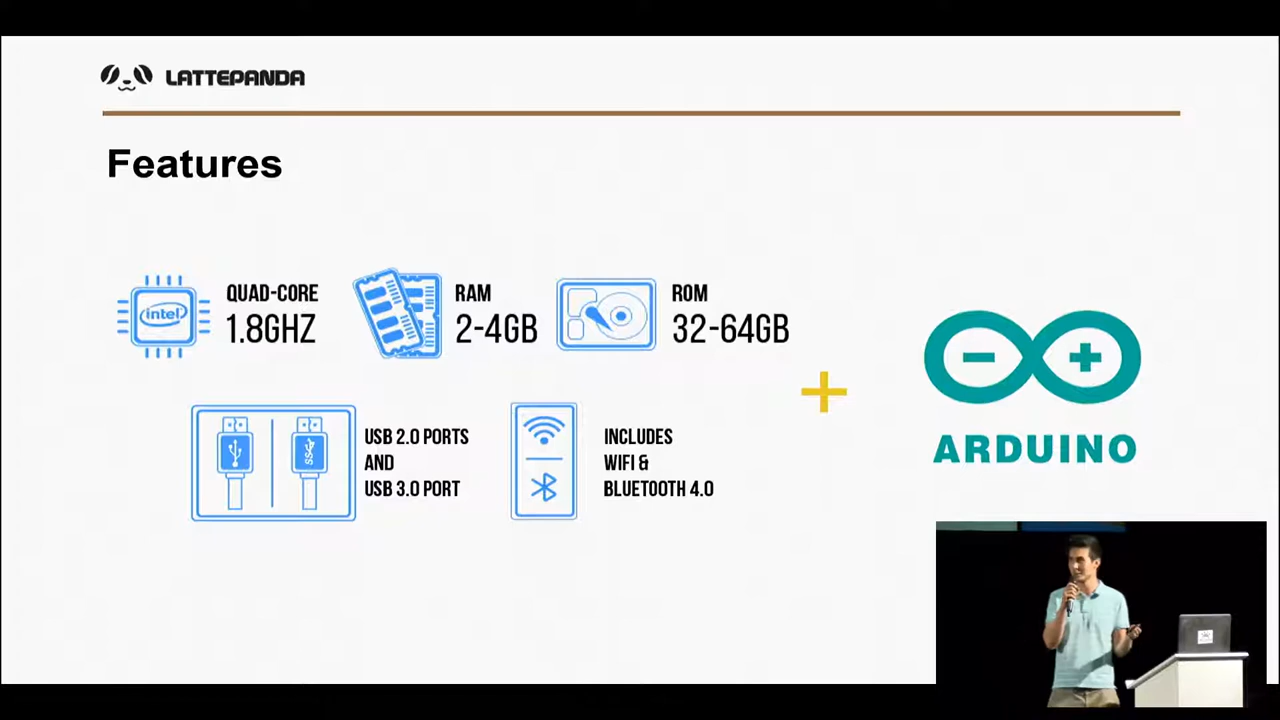 LATTEPANDA
Features
intel
QUAD-CORE
1.8GHZ
RAM
2-4GB
ROM
32-64GB
USB 2.0 PORTS
AND
USB 3.0 PORT
SS
INCLUDES
WIFI &
BLUETOOTH 4.0
ARDUINO